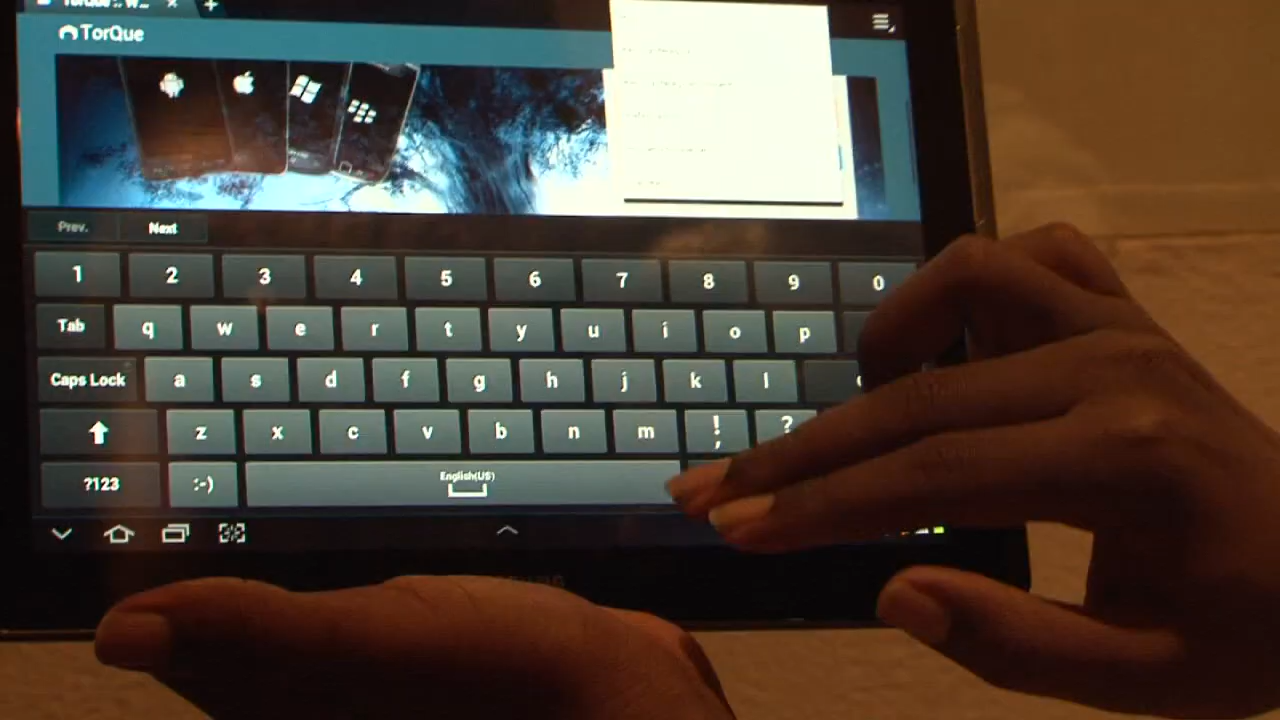 TorQue :. W...
TorQue
Prev. Next
1 2 3 4 5 6 7 8 9 0
Tab q w e r t y u i o p
Caps Lock a s d f g h j k l
z x c v b n m ! , ?
?123 :-) English(US)